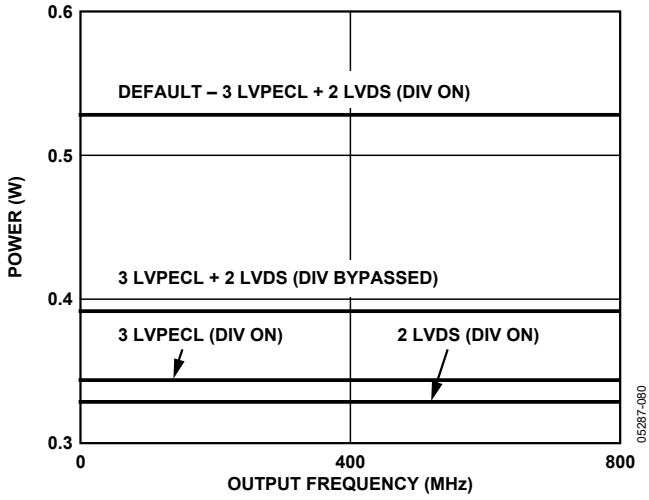 0.6
DEFAULT – 3 LVPECL + 2 LVDS (DIV ON)
0.5
POWER (W)
3 LVPECL + 2 LVDS (DIV BYPASSED)
0.4
3 LVPECL (DIV ON)
2 LVDS (DIV ON)
0.3
0
400
800
OUTPUT FREQUENCY (MHz)
05287-080